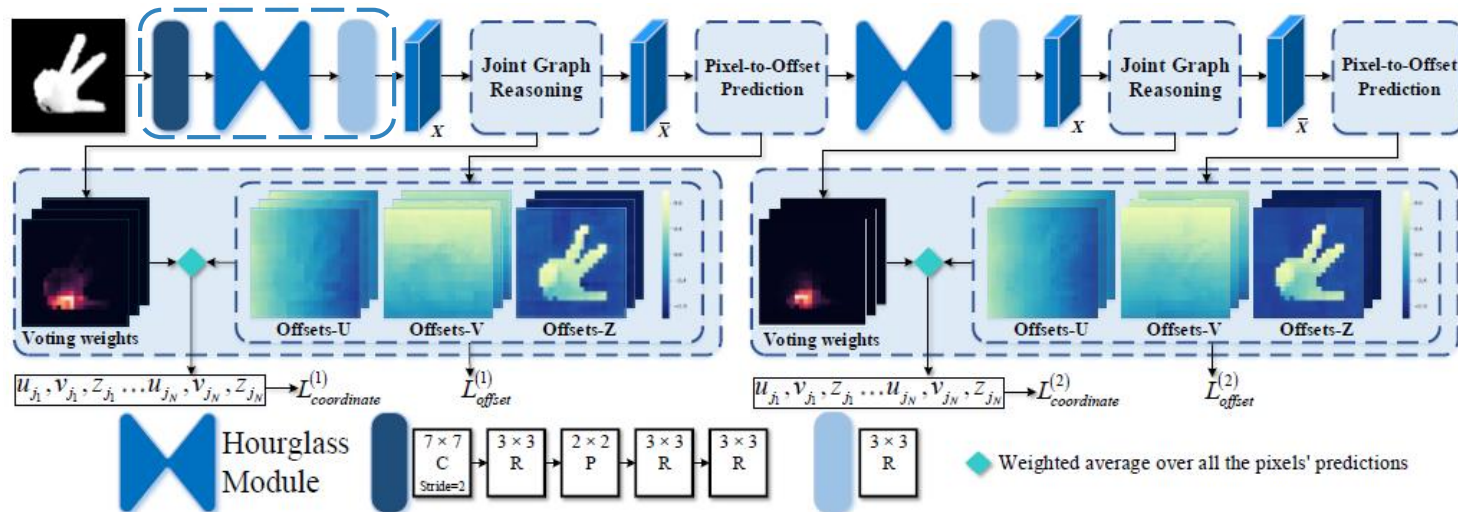 Joint Graph
Reasoning
Pixel-to-Offset
Prediction
Joint Graph
Reasoning
Pixel-to-Offset
Prediction
X
X̄
X
X̄
Voting weights
Offsets-U
Offsets-V
Offsets-Z
Voting weights
Offsets-U
Offsets-V
Offsets-Z
u_{j_1}, v_{j_1}, z_{j_1} ... u_{j_N}, v_{j_N}, z_{j_N}
L_{coordinate}^{(1)}
L_{offset}^{(1)}
u_{j_1}, v_{j_1}, z_{j_1} ... u_{j_N}, v_{j_N}, z_{j_N}
L_{coordinate}^{(2)}
L_{offset}^{(2)}
Hourglass
Module
7 × 7
C
Stride=2
3 × 3
R
2 × 2
P
3 × 3
R
3 × 3
R
3 × 3
R
Weighted average over all the pixels' predictions